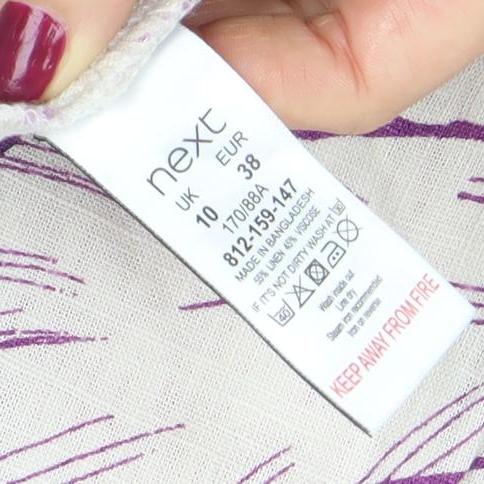 next
UK EUR
10 38
170/88A
812-159-147
MADE IN BANGLADESH
55% LINEN 45% VISCOSE
IF IT'S NOT DIRTY WASH AT 30
40
Wash inside out
Line dry
Steam iron recommended
Iron on reverse
KEEP AWAY FROM FIRE